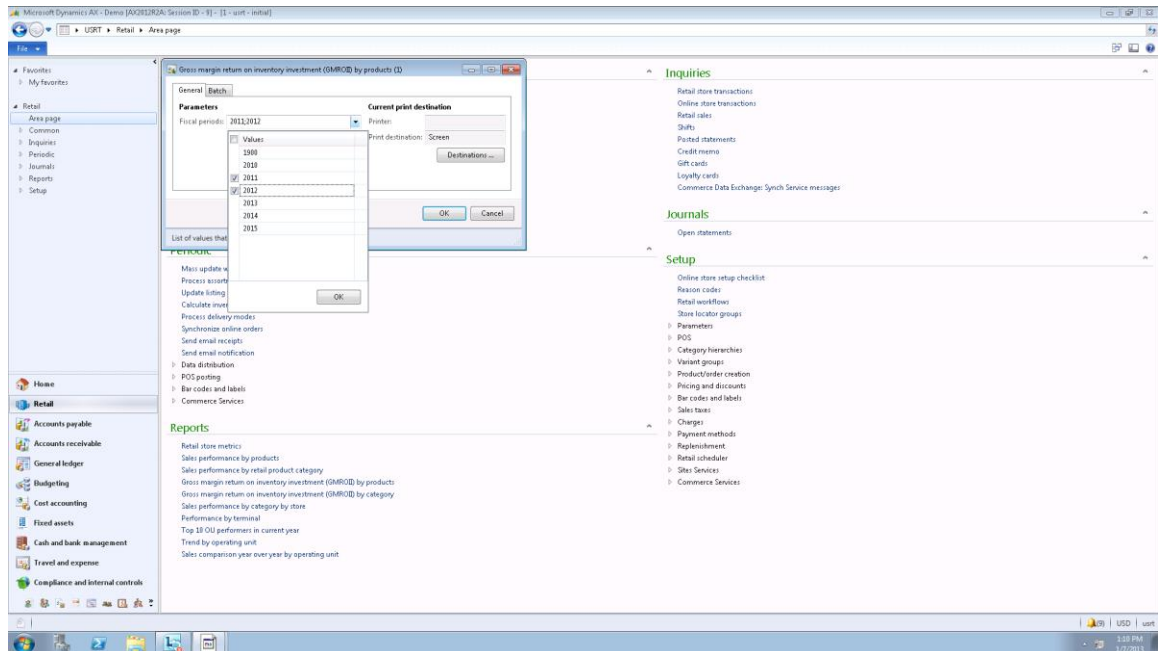 Microsoft Dynamics AX - Demo [AX2012R2A: Session ID - 9] - [1 - usrt - initial]
USRT ▸ Retail ▸ Area page
File
Favorites
My favorites
Retail
Area page
Common
Inquiries
Periodic
Journals
Reports
Setup
Home
Retail
Accounts payable
Accounts receivable
General ledger
Budgeting
Cost accounting
Fixed assets
Cash and bank management
Travel and expense
Compliance and internal controls
Gross margin return on inventory investment (GMROII) by products (1)
General Batch
Parameters
Fiscal periods: 2011;2012
Values
1900
2010
2011
2012
2013
2014
2015
OK
Current print destination
Printer:
Print destination: Screen
Destinations ...
OK Cancel
List of values that
Periodic
Mass update w
Process assort
Update listing
Calculate inve
Process delivery modes
Synchronize online orders
Send email receipts
Send email notification
Data distribution
POS posting
Bar codes and labels
Commerce Services
Reports
Retail store metrics
Sales performance by products
Sales performance by retail product category
Gross margin return on inventory investment (GMROII) by products
Gross margin return on inventory investment (GMROII) by category
Sales performance by category by store
Performance by terminal
Top 10 OU performers in current year
Trend by operating unit
Sales comparison year over year by operating unit
Inquiries
Retail store transactions
Online store transactions
Retail sales
Shifts
Posted statements
Credit memo
Gift cards
Loyalty cards
Commerce Data Exchange: Synch Service messages
Journals
Open statements
Setup
Online store setup checklist
Reason codes
Retail workflows
Store locator groups
Parameters
POS
Category hierarchies
Variant groups
Product/order creation
Pricing and discounts
Bar codes and labels
Sales taxes
Charges
Payment methods
Replenishment
Retail scheduler
Sites Services
Commerce Services
(9) USD usrt
1:10 PM
1/7/2013